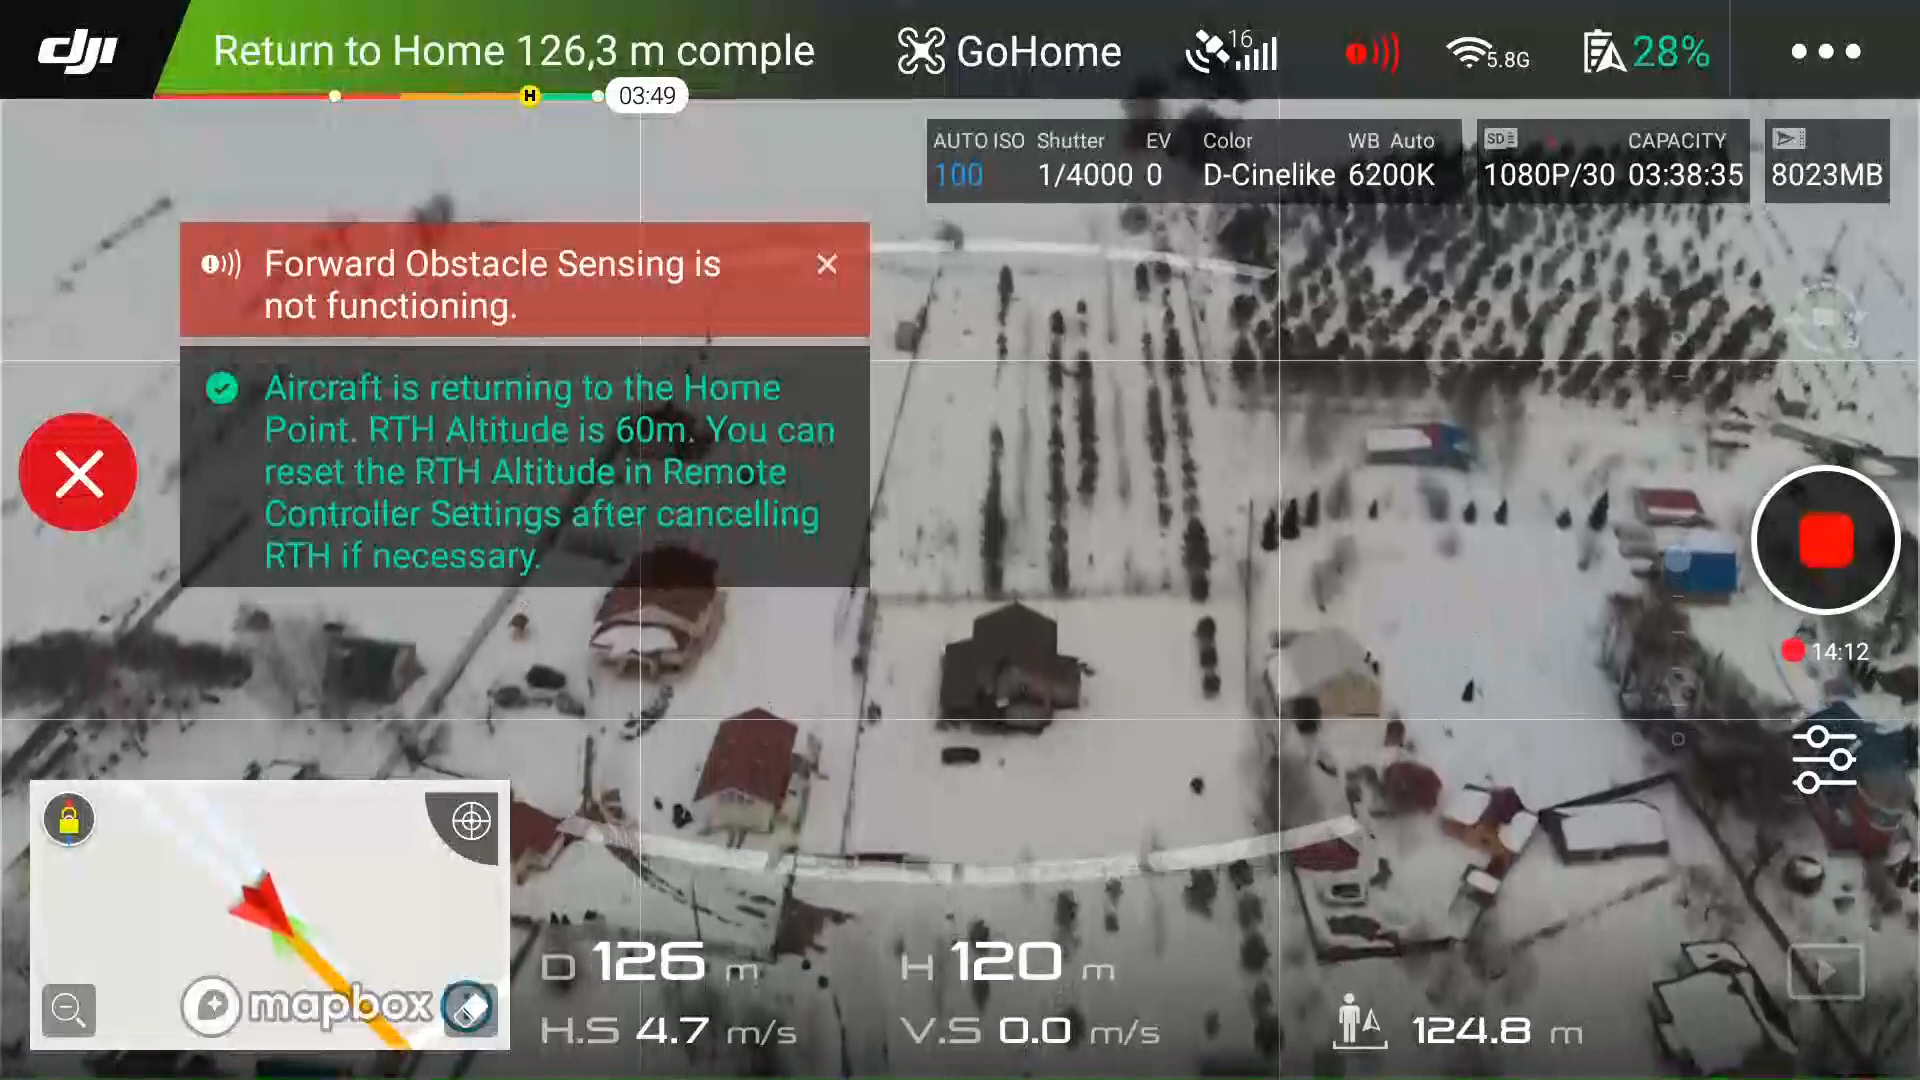 dji
Return to Home 126,3 m comple
GoHome
16
5.8G
28%
H
03:49
AUTO ISO Shutter EV Color WB Auto
100 1/4000 0 D-Cinelike 6200K
SD CAPACITY
1080P/30 03:38:35
8023MB
Forward Obstacle Sensing is
not functioning.
Aircraft is returning to the Home
Point. RTH Altitude is 60m. You can
reset the RTH Altitude in Remote
Controller Settings after cancelling
RTH if necessary.
14:12
mapbox
D 126 m H 120 m
H.S 4.7 m/s V.S 0.0 m/s 124.8 m